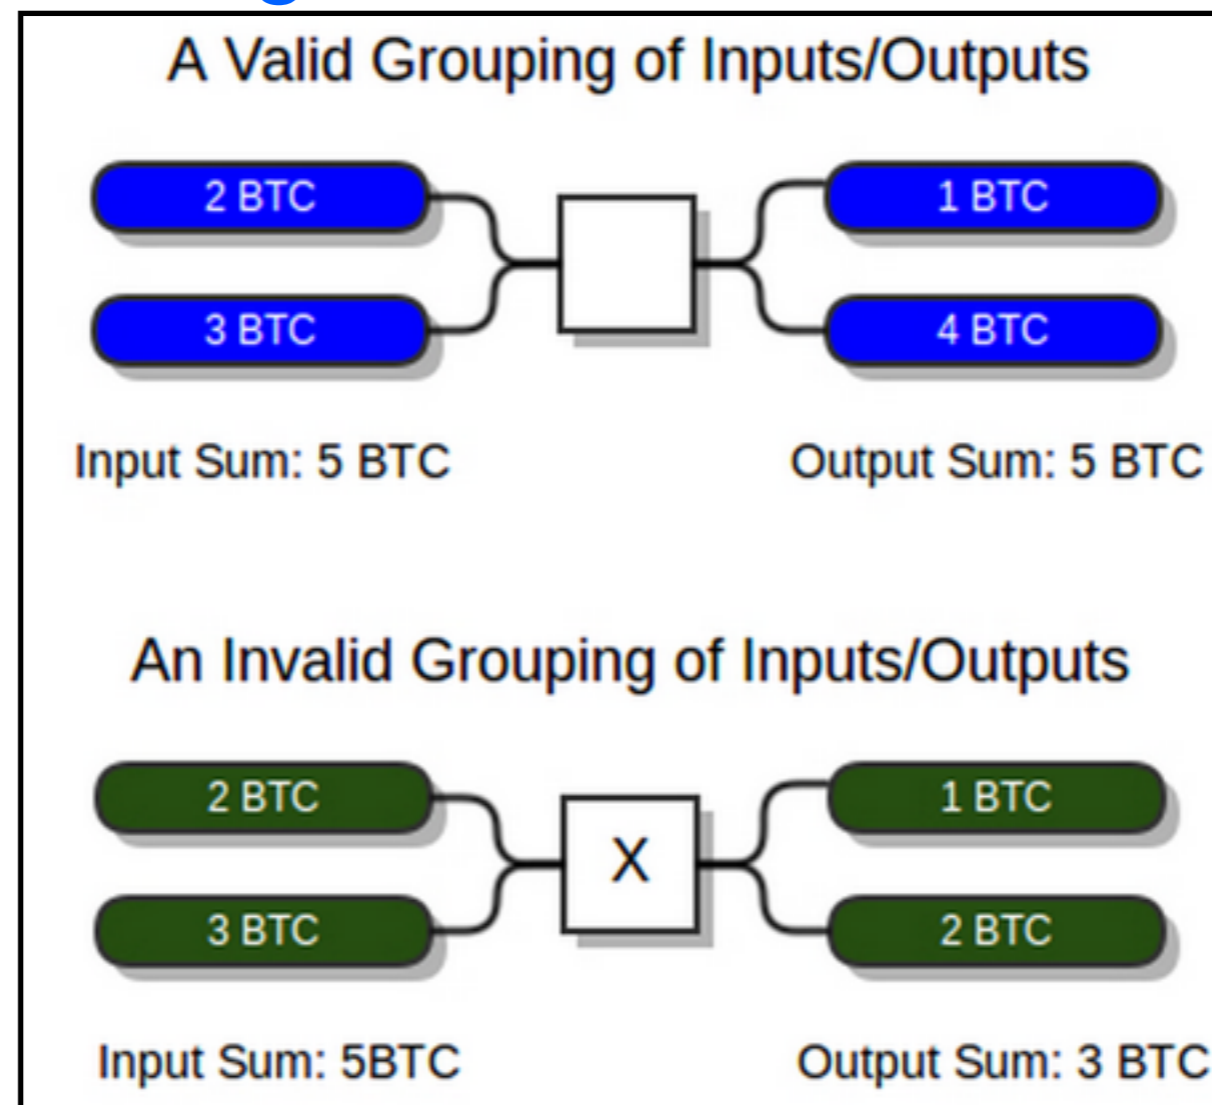 A Valid Grouping of Inputs/Outputs
2 BTC
1 BTC
3 BTC
4 BTC
Input Sum: 5 BTC
Output Sum: 5 BTC
An Invalid Grouping of Inputs/Outputs
2 BTC
1 BTC
X
3 BTC
2 BTC
Input Sum: 5BTC
Output Sum: 3 BTC